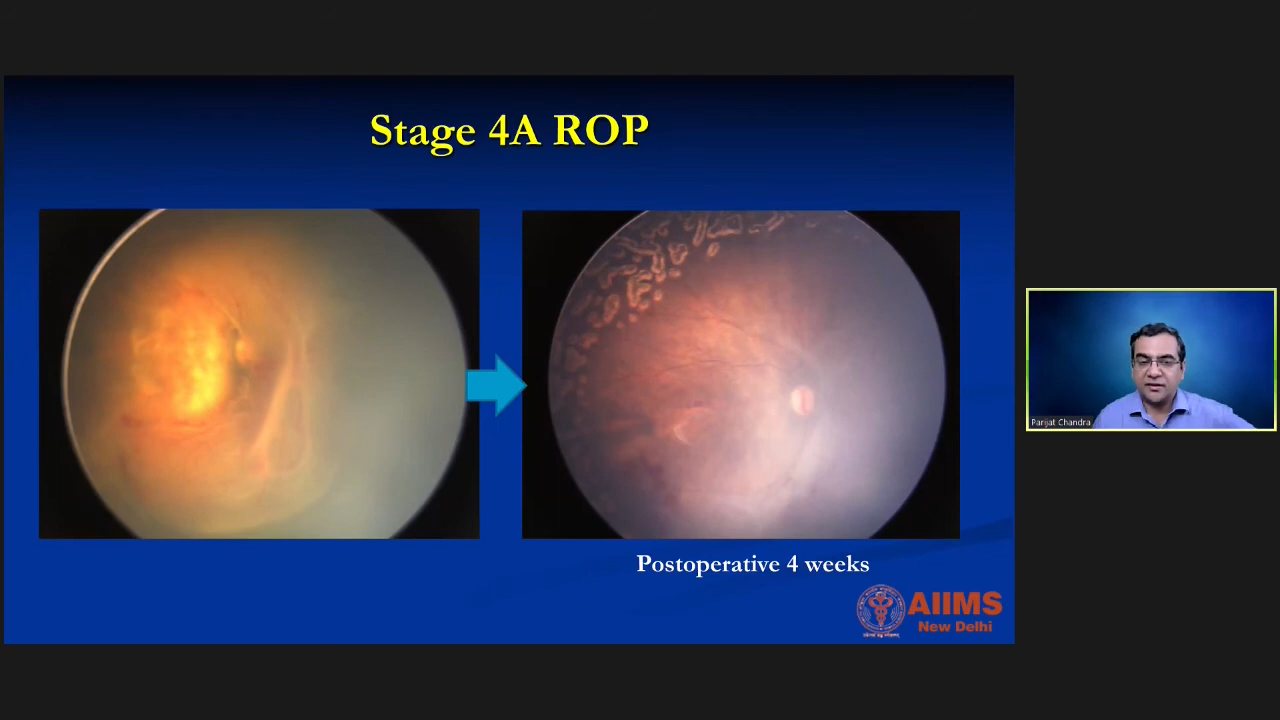 Stage 4A ROP
Postoperative 4 weeks
AIIMS
New Delhi
Parijat Chandra